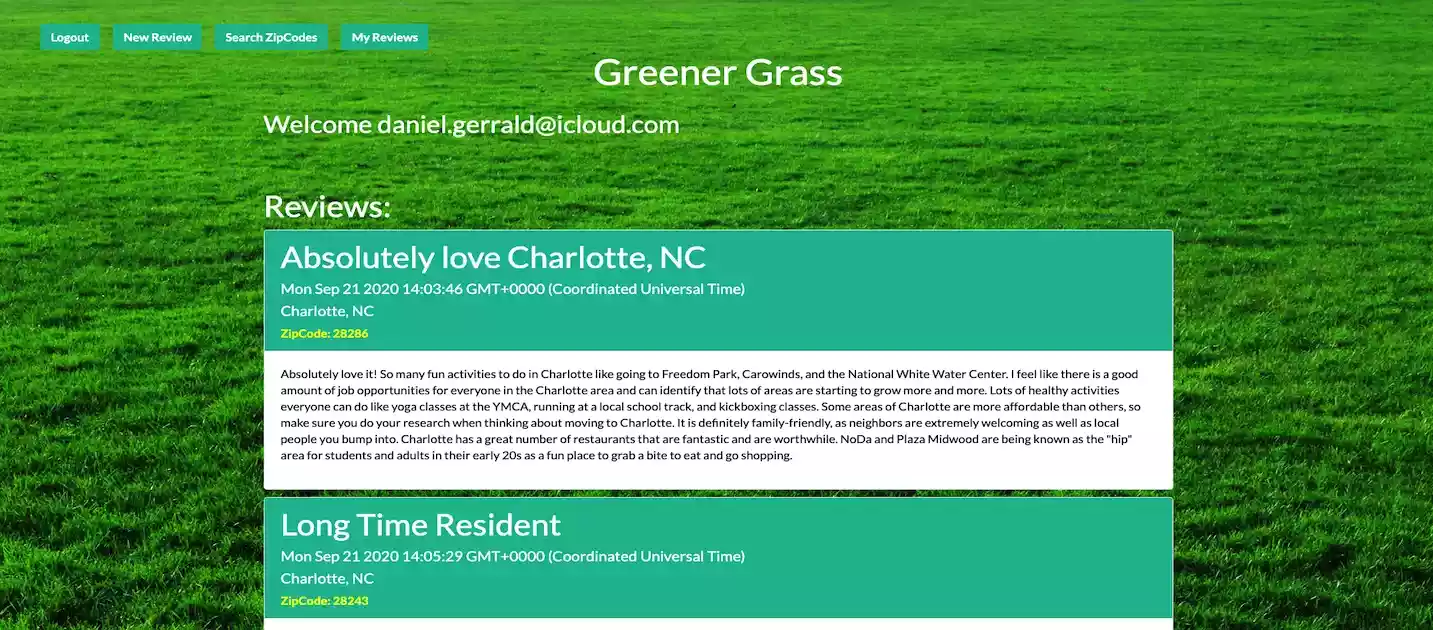 Logout New Review Search ZipCodes My Reviews
Greener Grass
Welcome daniel.gerrald@icloud.com
Reviews:
Absolutely love Charlotte, NC
Mon Sep 21 2020 14:03:46 GMT+0000 (Coordinated Universal Time)
Charlotte, NC
ZipCode: 28286
Absolutely love it! So many fun activities to do in Charlotte like going to Freedom Park, Carowinds, and the National White Water Center. I feel like there is a good
amount of job opportunities for everyone in the Charlotte area and can identify that lots of areas are starting to grow more and more. Lots of healthy activities
everyone can do like yoga classes at the YMCA, running at a local school track, and kickboxing classes. Some areas of Charlotte are more affordable than others, so
make sure you do your research when thinking about moving to Charlotte. It is definitely family-friendly, as neighbors are extremely welcoming as well as local
people you bump into. Charlotte has a great number of restaurants that are fantastic and are worthwhile. NoDa and Plaza Midwood are being known as the "hip"
area for students and adults in their early 20s as a fun place to grab a bite to eat and go shopping.
Long Time Resident
Mon Sep 21 2020 14:05:29 GMT+0000 (Coordinated Universal Time)
Charlotte, NC
ZipCode: 28243